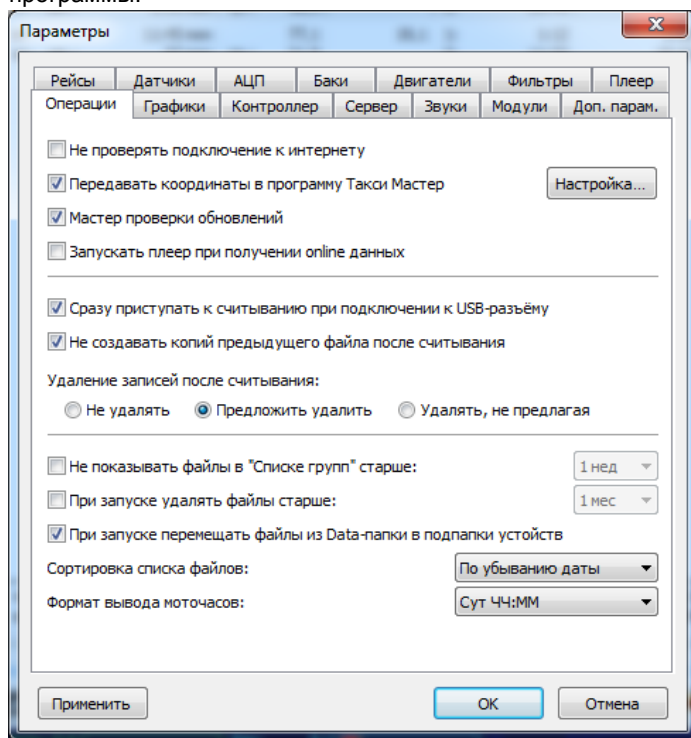 программы.
Параметры
Рейсы Датчики АЦП Баки Двигатели Фильтры Плеер
Операции Графики Контроллер Сервер Звуки Модули Доп. парам.
Не проверять подключение к интернету
Передавать координаты в программу Такси Мастер Настройка...
Мастер проверки обновлений
Запускать плеер при получении online данных
Сразу приступать к считыванию при подключении к USB-разъёму
Не создавать копий предыдущего файла после считывания
Удаление записей после считывания:
Не удалять Предложить удалить Удалять, не предлагая
Не показывать файлы в "Списке групп" старше: 1 нед
При запуске удалять файлы старше: 1 мес
При запуске перемещать файлы из Data-папки в подпапки устойств
Сортировка списка файлов: По убыванию даты
Формат вывода моточасов: Сут ЧЧ:ММ
Применить OK Отмена